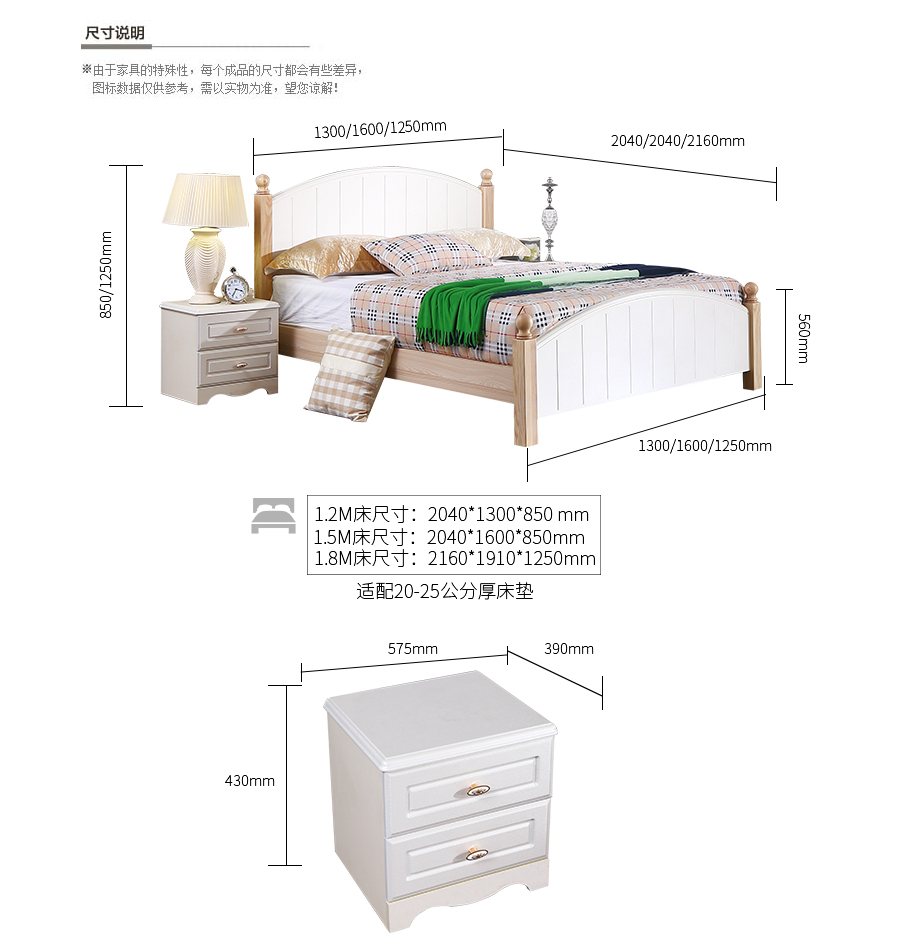 尺寸说明
※由于家具的特殊性，每个成品的尺寸都会有些差异，
图标数据仅供参考，需以实物为准，望您谅解！
1300/1600/1250mm
2040/2040/2160mm
850/1250mm
560mm
1300/1600/1250mm
1.2M床尺寸：2040*1300*850 mm
1.5M床尺寸：2040*1600*850mm
1.8M床尺寸：2160*1910*1250mm
适配20-25公分厚床垫
575mm
390mm
430mm